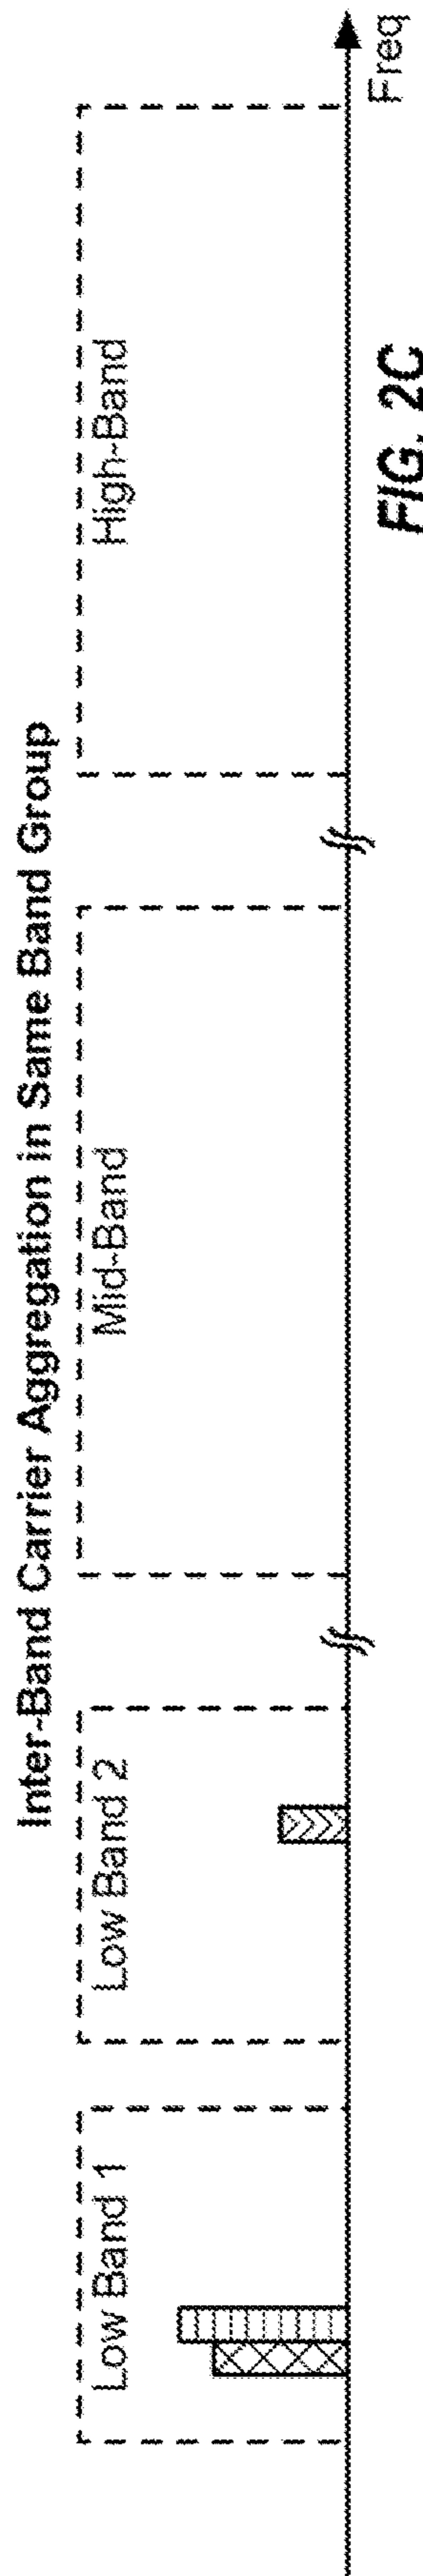 Inter-Band Carrier Aggregation in Same Band Group
Low Band 1
Low Band 2
Mid-Band
High-Band
Freq
FIG. 2C